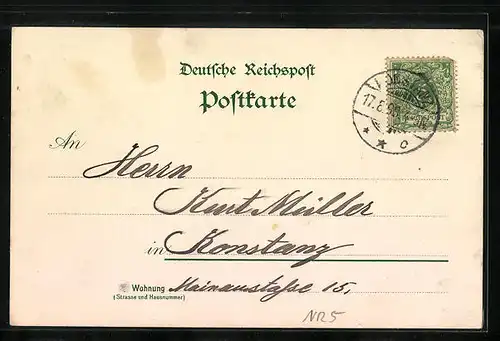 Deutsche Reichspost
Postkarte
An
Herrn
Kurt Müller
in Konstanz
Wohnung
(Strasse und Hausnummer)
Mainaustraße 15,
NR5